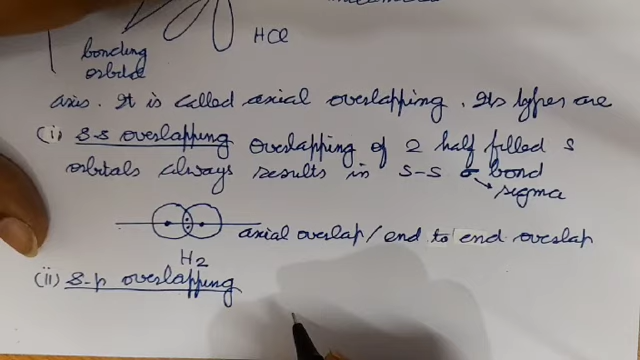 HCl
bonding
orbital
axis. It is called axial overlapping. Its types are
(i) s-s overlapping overlapping of 2 half filled s
orbitals always results in s-s σ bond
sigma
axial overlap/end to end overlap
H2
(ii) s-p overlapping